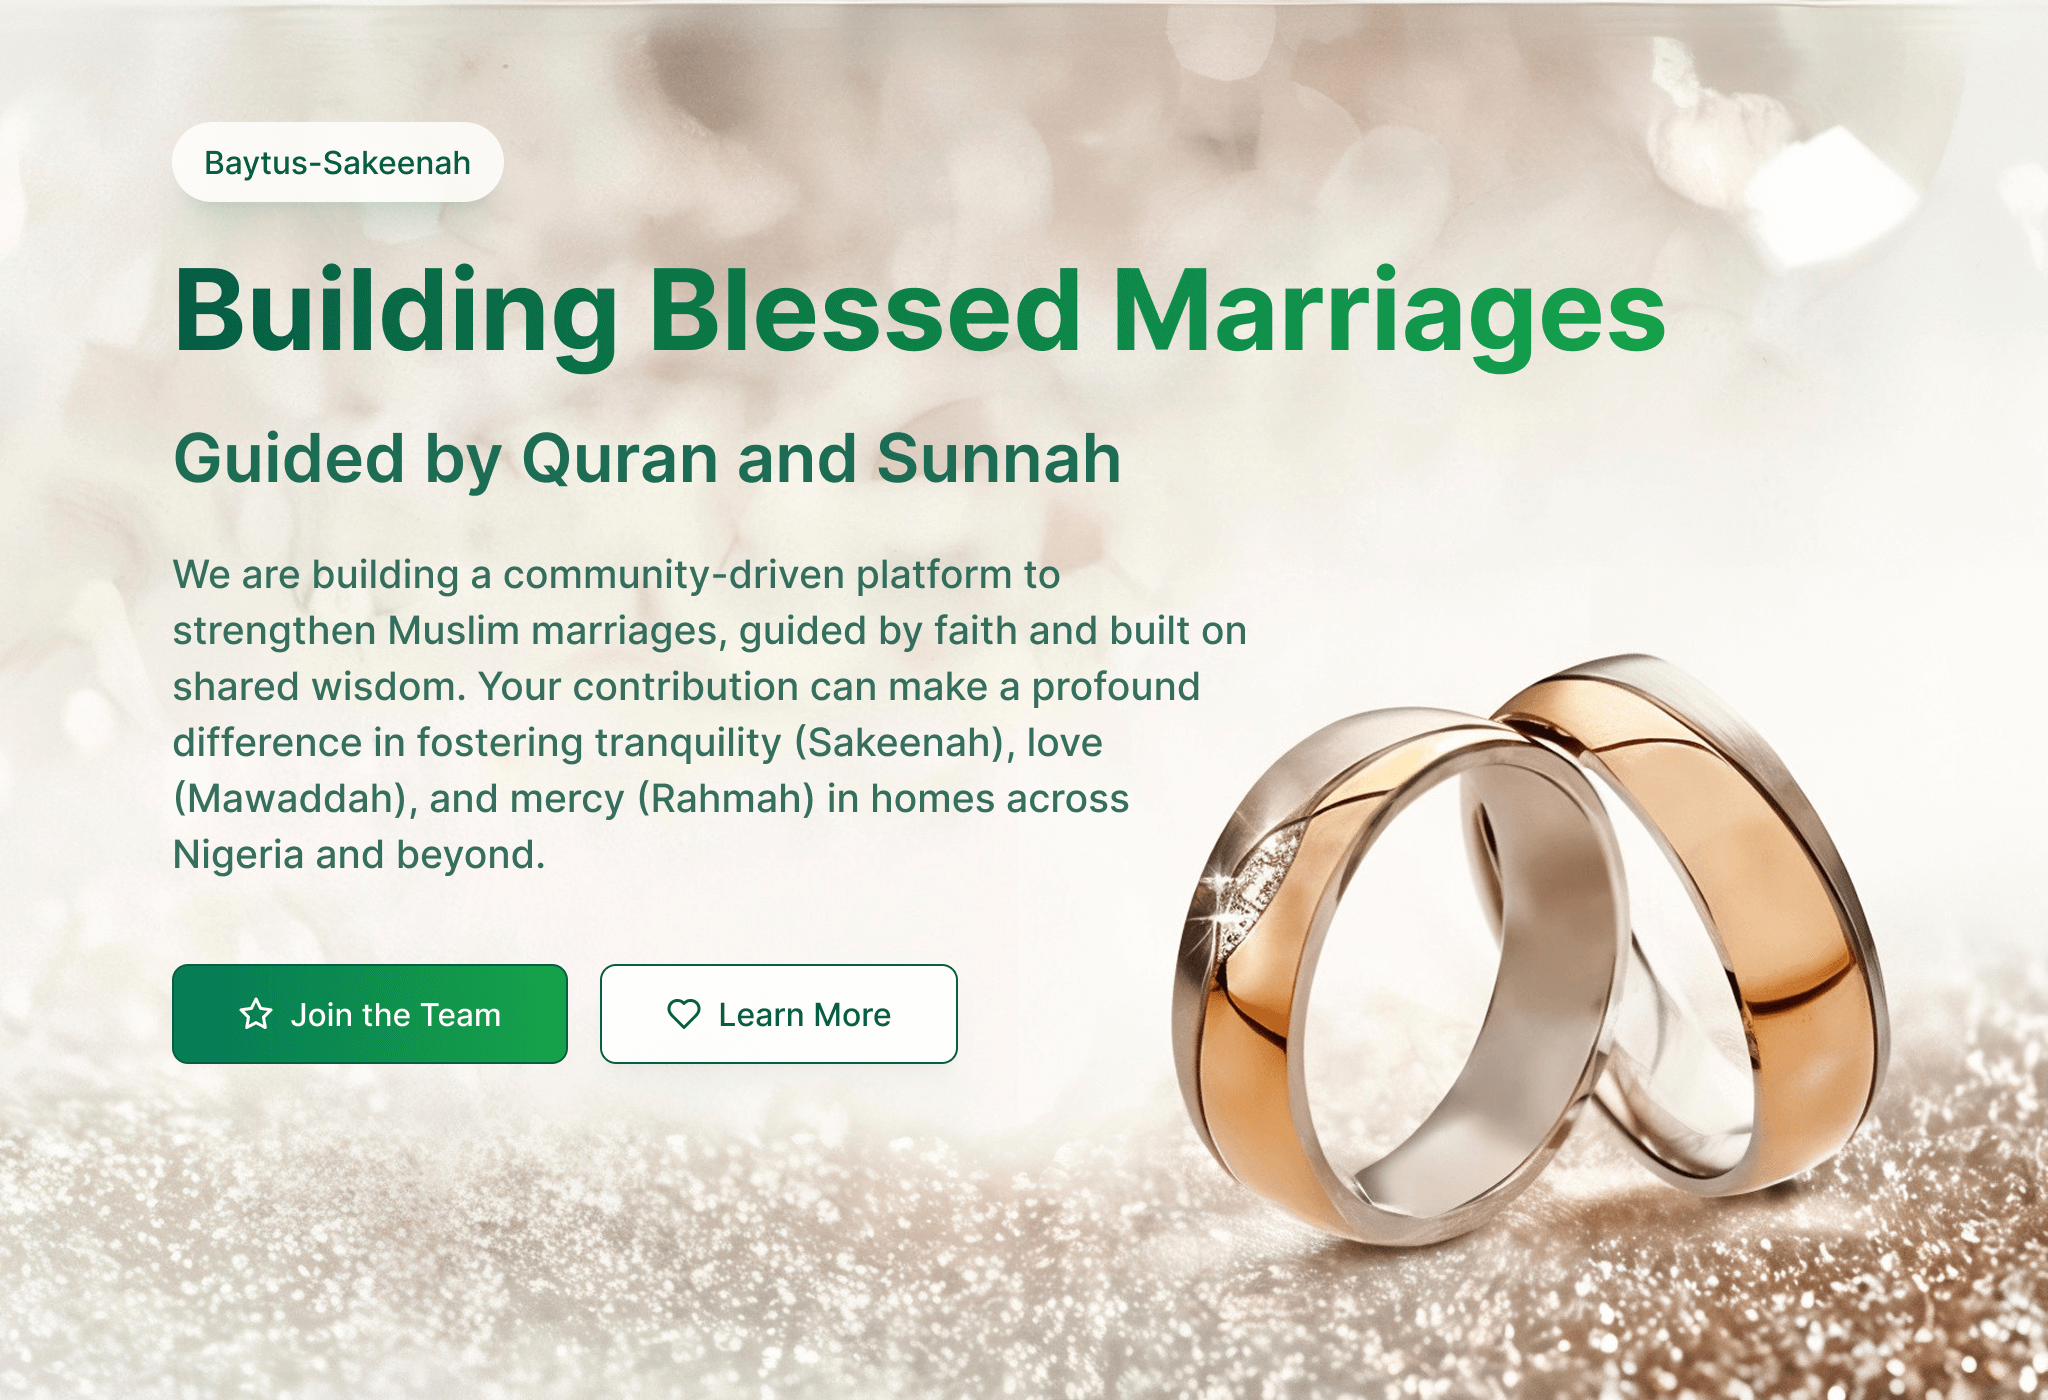 Baytus-Sakeenah
Building Blessed Marriages
Guided by Quran and Sunnah
We are building a community-driven platform to
strengthen Muslim marriages, guided by faith and built on
shared wisdom. Your contribution can make a profound
difference in fostering tranquility (Sakeenah), love
(Mawaddah), and mercy (Rahmah) in homes across
Nigeria and beyond.
Join the Team
Learn More